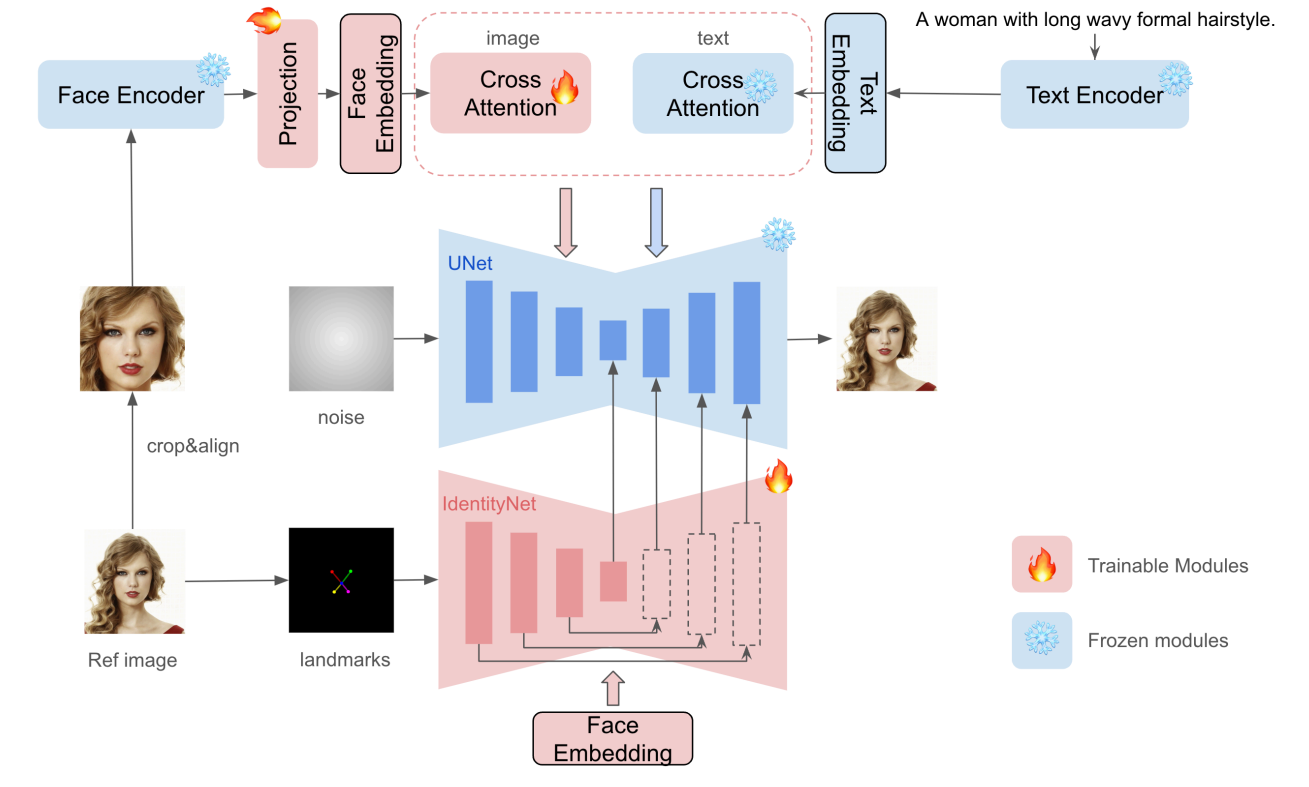 A woman with long wavy formal hairstyle.
Face Encoder
Projection
Face
Embedding
image
Cross
Attention
text
Cross
Attention
Text
Embedding
Text Encoder
UNet
noise
crop&align
IdentityNet
Ref image
landmarks
Face
Embedding
Trainable Modules
Frozen modules